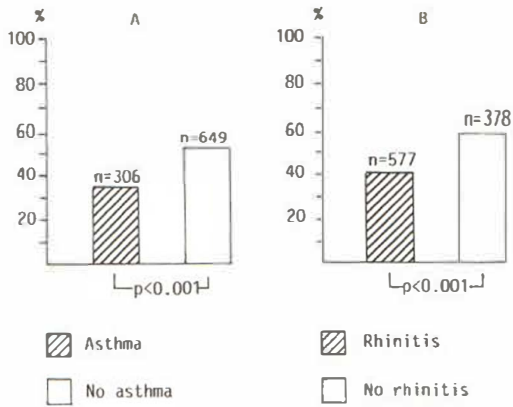 % A
100
80
60
40
20
n=306
n=649
p<0.001
Asthma
No asthma
% B
100
80
60
40
20
n=577
n=378
p<0.001
Rhinitis
No rhinitis